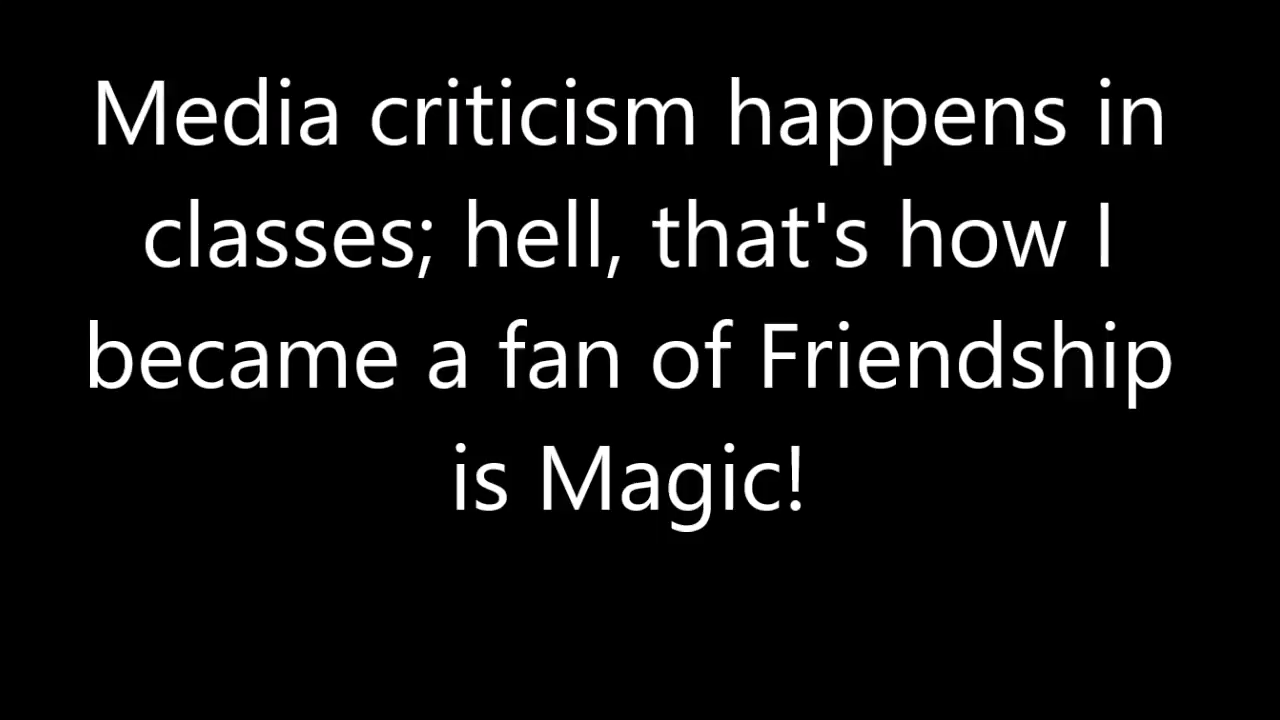 Media criticism happens in
classes; hell, that's how I
became a fan of Friendship
is Magic!